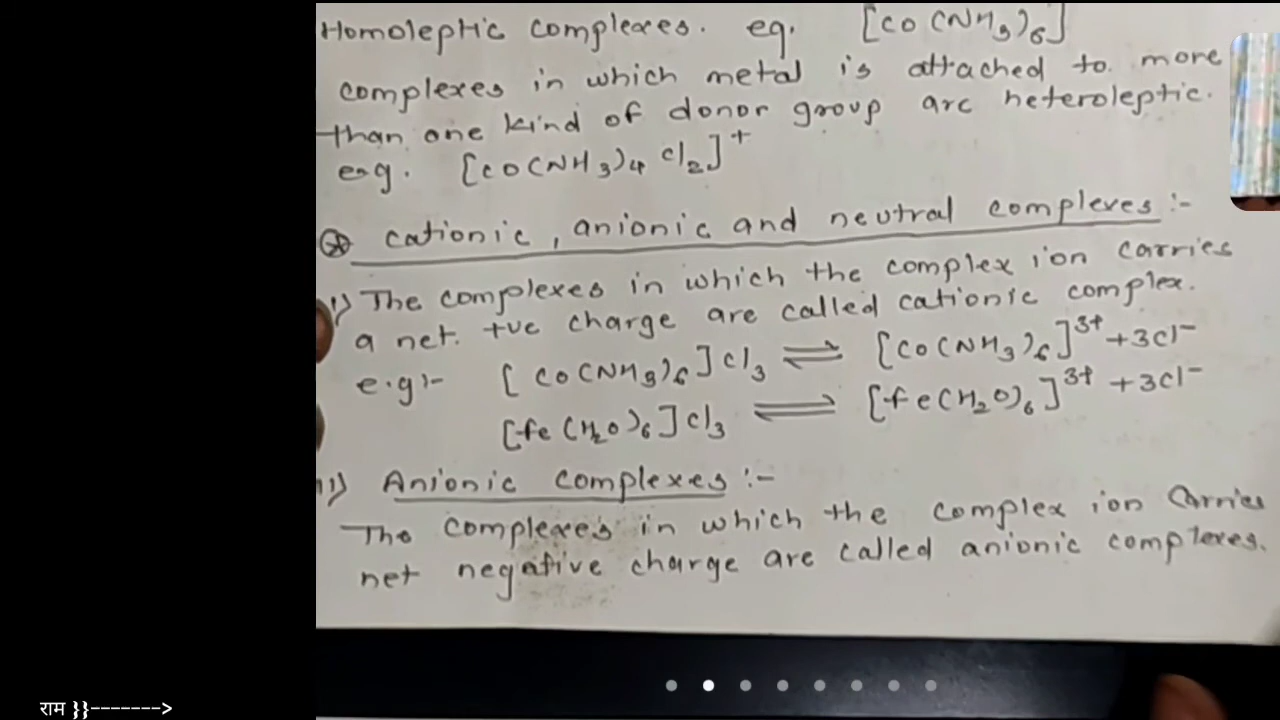 Homoleptic complexes. eg. [CO(NH3)6]
complexes in which metal is attached to more
than one kind of donor group are heteroleptic.
e.g. [CO(NH3)4 Cl2]+
cationic, anionic and neutral complexes :-
i) The complexes in which the complex ion carries
a net. +ve charge are called cationic complex.
e.g:- [CO(NH3)6]Cl3 ⇌ [CO(NH3)6]3+ +3Cl-
[fe(H2O)6]Cl3 ⇌ [fe(H2O)6]3+ +3Cl-
ii) Anionic complexes :-
The complexes in which the complex ion Carries
net negative charge are called anionic complexes.
राम }}------->